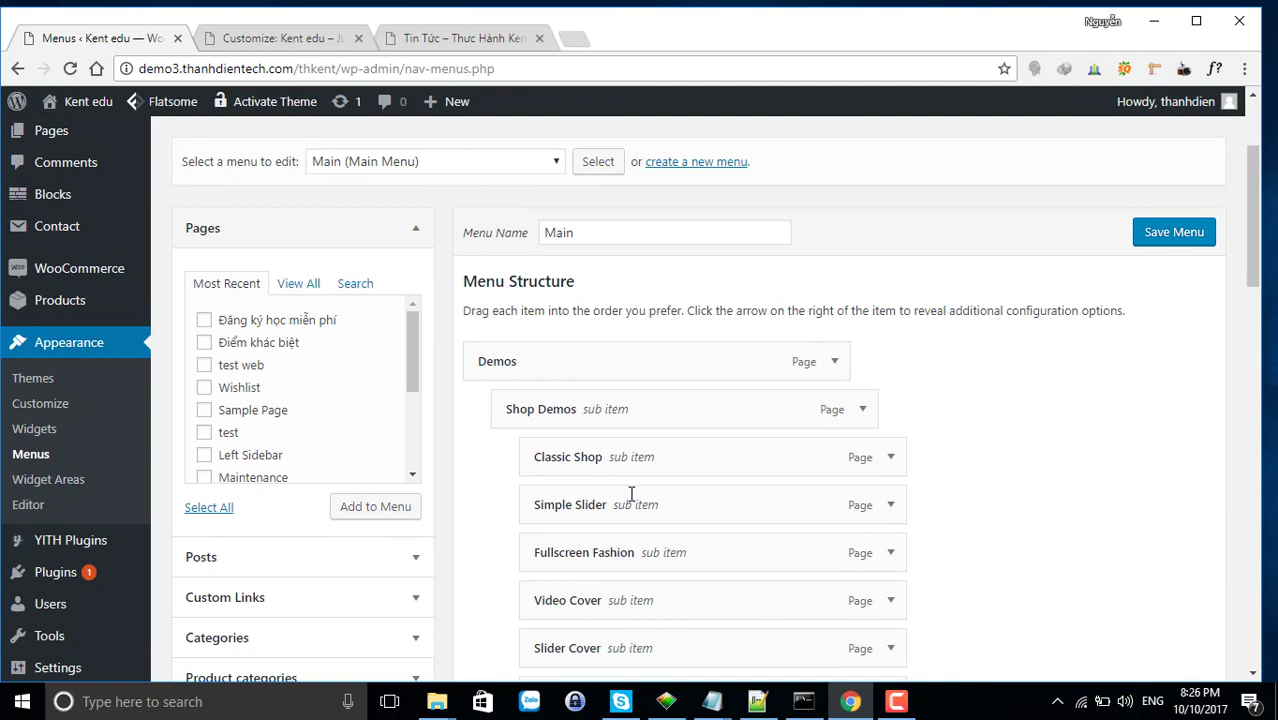 Nguyễn
Menus ‹ Kent edu — Wo
Customize: Kent edu – J
Tin Tức – Thực Hành Ken
demo3.thanhdientech.com/thkent/wp-admin/nav-menus.php
Kent edu
Flatsome
Activate Theme
1
0
New
Howdy, thanhdien
Pages
Comments
Blocks
Contact
WooCommerce
Products
Appearance
Themes
Customize
Widgets
Menus
Widget Areas
Editor
YITH Plugins
Plugins 1
Users
Tools
Settings
Select a menu to edit: Main (Main Menu) Select or create a new menu.
Pages
Most Recent View All Search
Đăng ký học miễn phí
Điểm khác biệt
test web
Wishlist
Sample Page
test
Left Sidebar
Maintenance
Select All Add to Menu
Posts
Custom Links
Categories
Product categories
Menu Name Main Save Menu
Menu Structure
Drag each item into the order you prefer. Click the arrow on the right of the item to reveal additional configuration options.
Demos Page
Shop Demos sub item Page
Classic Shop sub item Page
Simple Slider sub item Page
Fullscreen Fashion sub item Page
Video Cover sub item Page
Slider Cover sub item Page
Type here to search
Zalo
ENG
8:26 PM
10/10/2017
7